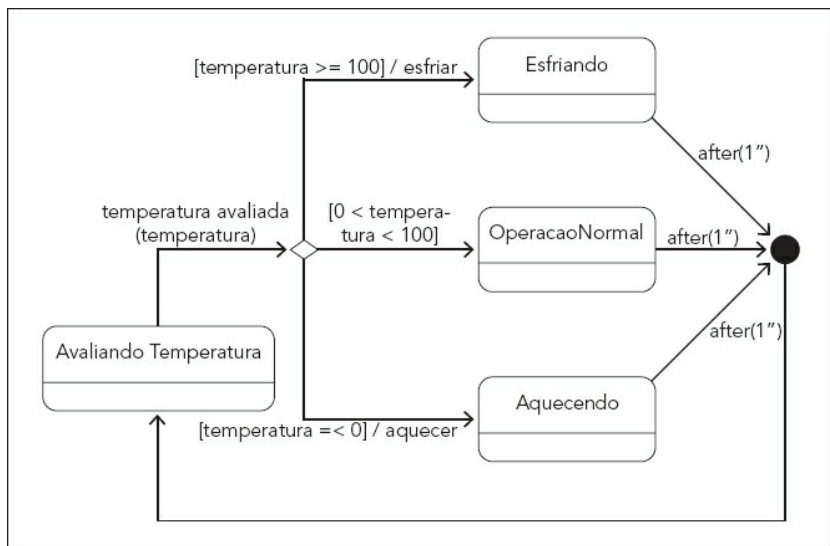 [temperatura >= 100] / esfriar
Esfriando
after(1”)
temperatura avaliada
(temperatura)
[0 < tempera-
tura < 100]
OperacaoNormal
after(1”)
Avaliando Temperatura
after(1”)
Aquecendo
[temperatura =< 0] / aquecer